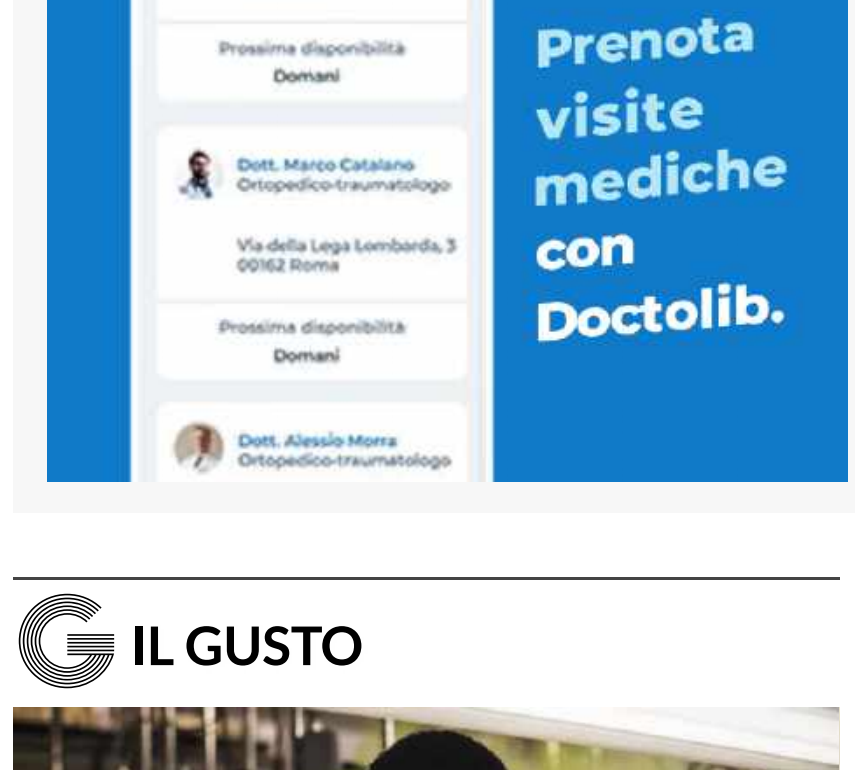 Prossima disponibilità
Domani
Dott. Marco Catalano
Ortopedico-traumatologo
Via della Lega Lombarda, 3
00162 Roma
Prossima disponibilità
Domani
Dott. Alessio Morra
Ortopedico-traumatologo
Prenota
visite
mediche
con
Doctolib.
IL GUSTO